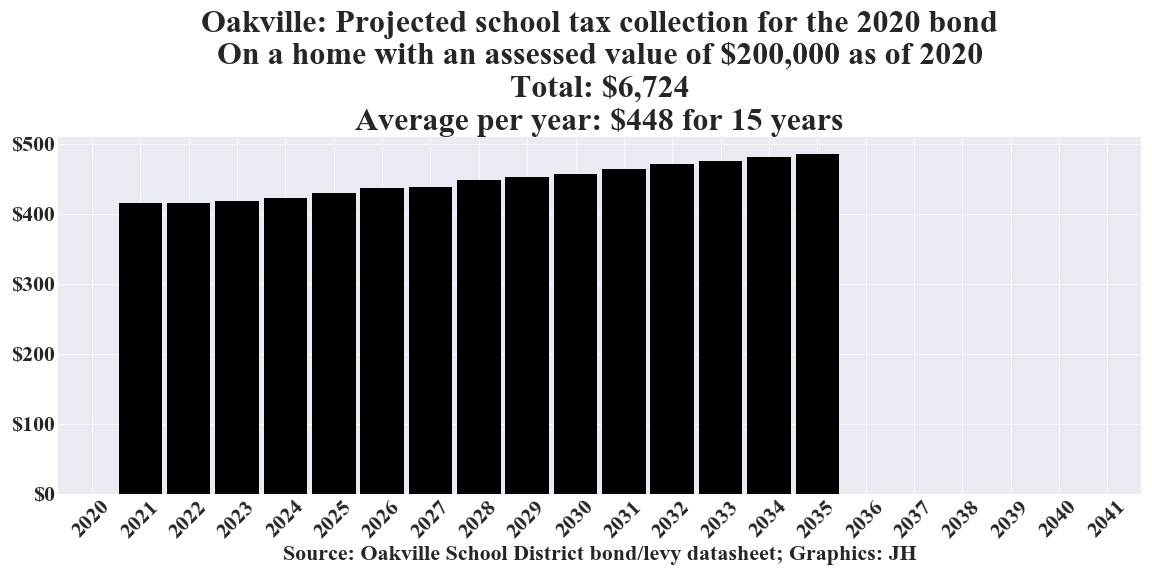 Oakville: Projected school tax collection for the 2020 bond
On a home with an assessed value of $200,000 as of 2020
Total: $6,724
Average per year: $448 for 15 years
$500
$400
$300
$200
$100
$0
2020 2021 2022 2023 2024 2025 2026 2027 2028 2029 2030 2031 2032 2033 2034 2035 2036 2037 2038 2039 2040 2041
Source: Oakville School District bond/levy datasheet; Graphics: JH